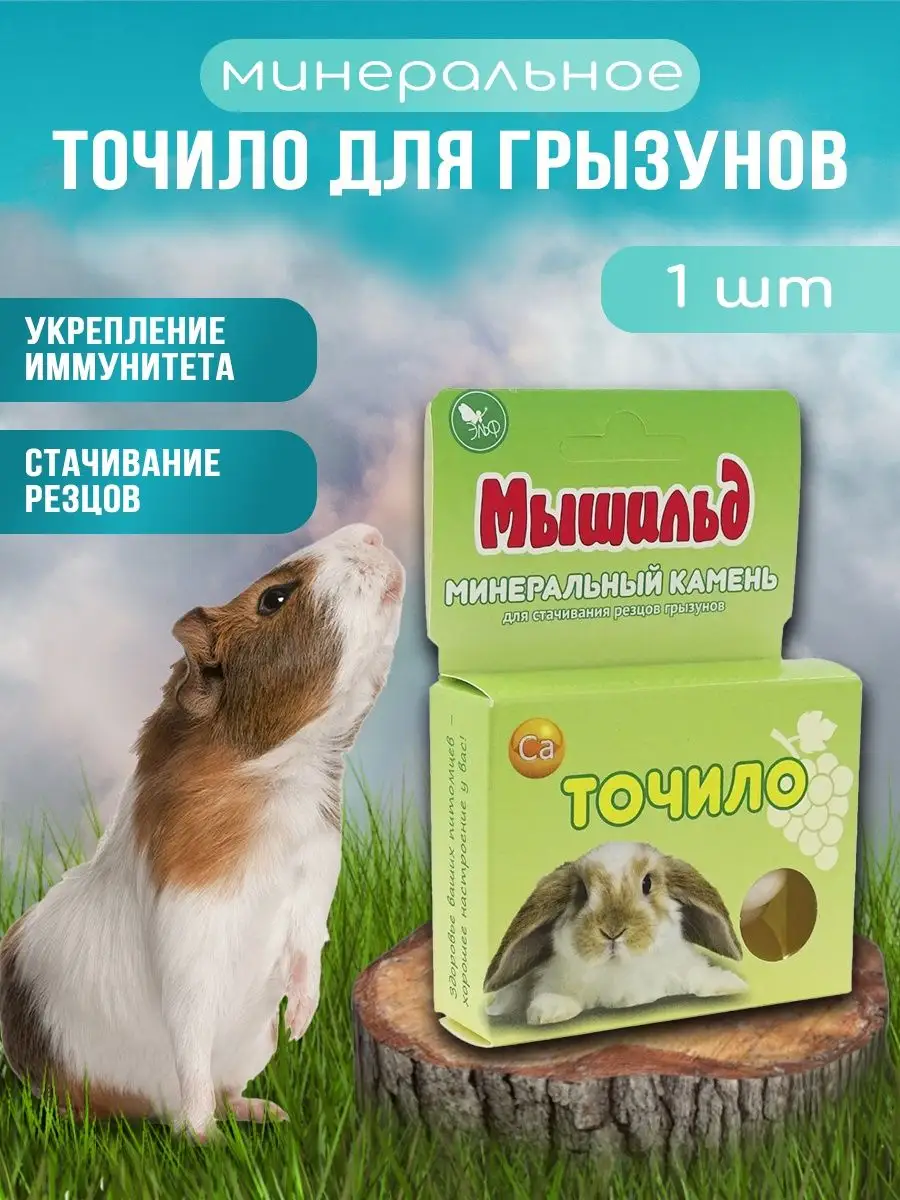 минеральное
ТОЧИЛО ДЛЯ ГРЫЗУНОВ
1 шт
УКРЕПЛЕНИЕ
ИММУНИТЕТА
СТАЧИВАНИЕ
РЕЗЦОВ
ЭЛЬФ
Мышильд
МИНЕРАЛЬНЫЙ КАМЕНЬ
для стачивания резцов грызунов
Ca
ТОЧИЛО
Здоровье ваших питомцев –
хорошее настроение у вас!